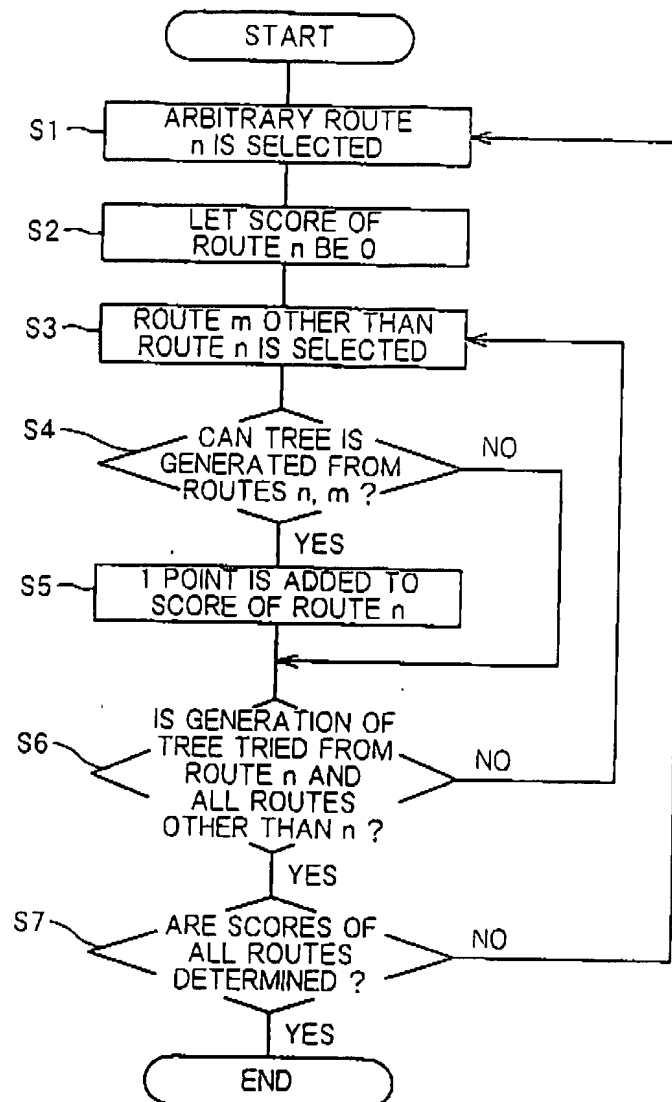 START
S1
ARBITRARY ROUTE
n IS SELECTED
S2
LET SCORE OF
ROUTE n BE 0
S3
ROUTE m OTHER THAN
ROUTE n IS SELECTED
S4
CAN TREE IS
GENERATED FROM
ROUTES n, m ?
NO
YES
S5
1 POINT IS ADDED TO
SCORE OF ROUTE n
S6
IS GENERATION OF
TREE TRIED FROM
ROUTE n AND
ALL ROUTES
OTHER THAN n ?
NO
YES
S7
ARE SCORES OF
ALL ROUTES
DETERMINED ?
NO
YES
END